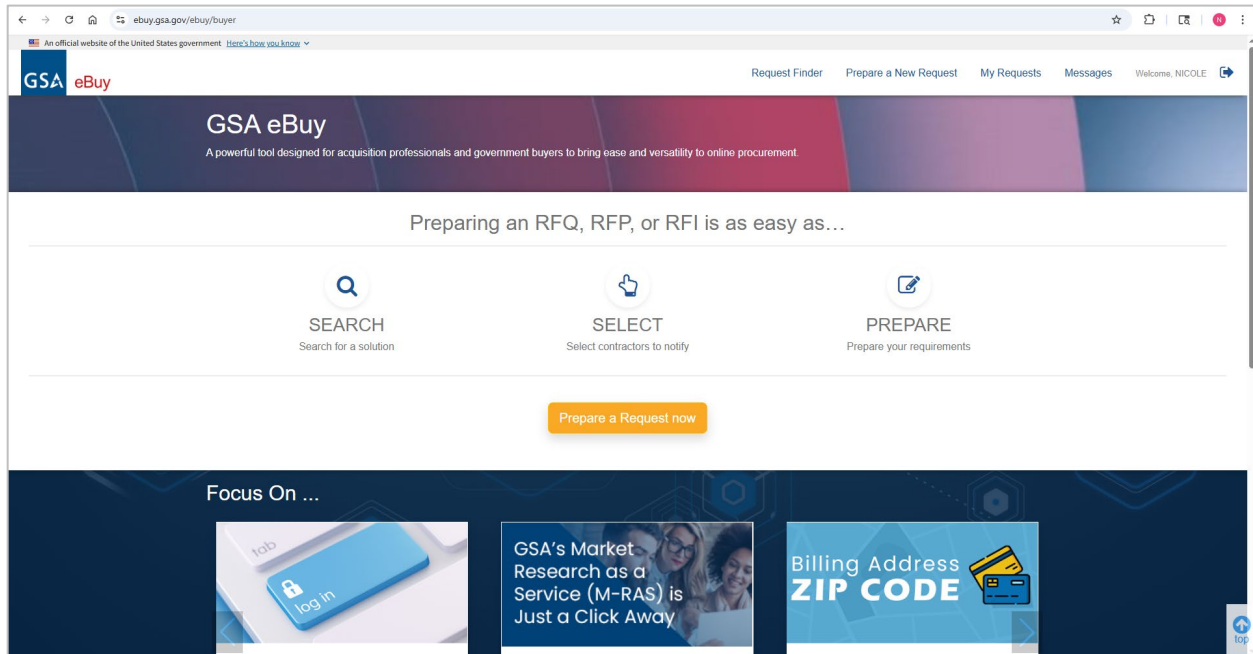 ebuy.gsa.gov/ebuy/buyer
N
An official website of the United States government Here's how you know
GSA eBuy
Request Finder Prepare a New Request My Requests Messages Welcome, NICOLE
GSA eBuy
A powerful tool designed for acquisition professionals and government buyers to bring ease and versatility to online procurement.
Preparing an RFQ, RFP, or RFI is as easy as…
SEARCH
Search for a solution
SELECT
Select contractors to notify
PREPARE
Prepare your requirements
Prepare a Request now
Focus On ...
tab
log in
GSA's Market
Research as a
Service (M-RAS) is
Just a Click Away
Billing Address
ZIP CODE
top